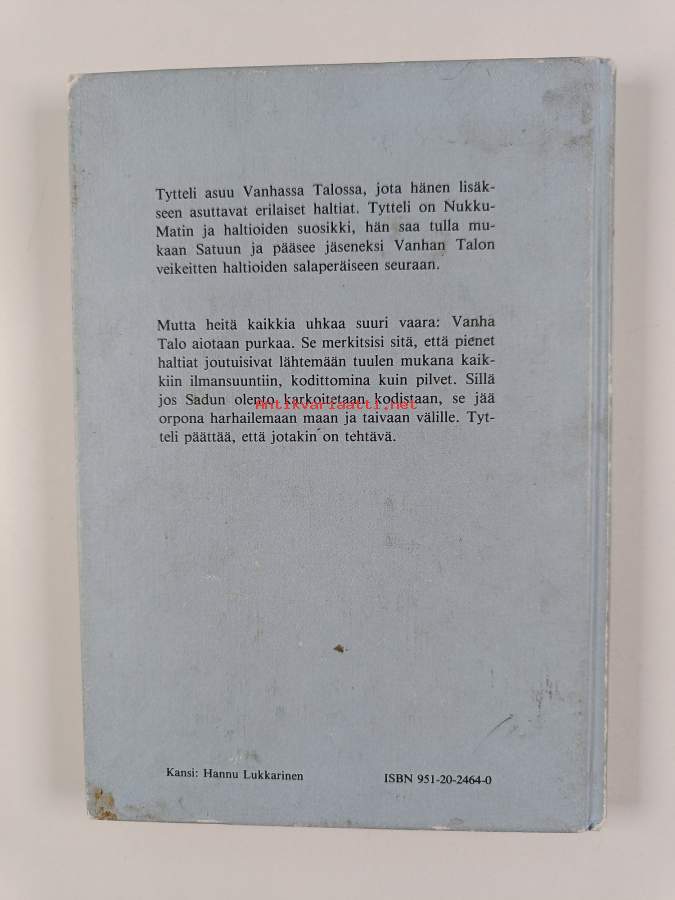 Tytteli asuu Vanhassa Talossa, jota hänen lisäk-
seen asuttavat erilaiset haltiat. Tytteli on Nukku-
Matin ja haltioiden suosikki, hän saa tulla mu-
kaan Satuun ja pääsee jäseneksi Vanhan Talon
veikeitten haltioiden salaperäiseen seuraan.
Mutta heitä kaikkia uhkaa suuri vaara: Vanha
Talo aiotaan purkaa. Se merkitsisi sitä, että pienet
haltiat joutuisivat lähtemään tuulen mukana kaik-
kiin ilmansuuntiin, kodittomina kuin pilvet. Sillä
jos Sadun olento karkoitetaan kodistaan, se jää
Antikvariaatti.net
orpona harhailemaan maan ja taivaan välille. Tyt-
teli päättää, että jotakin on tehtävä.
Kansi: Hannu Lukkarinen
ISBN 951-20-2464-0